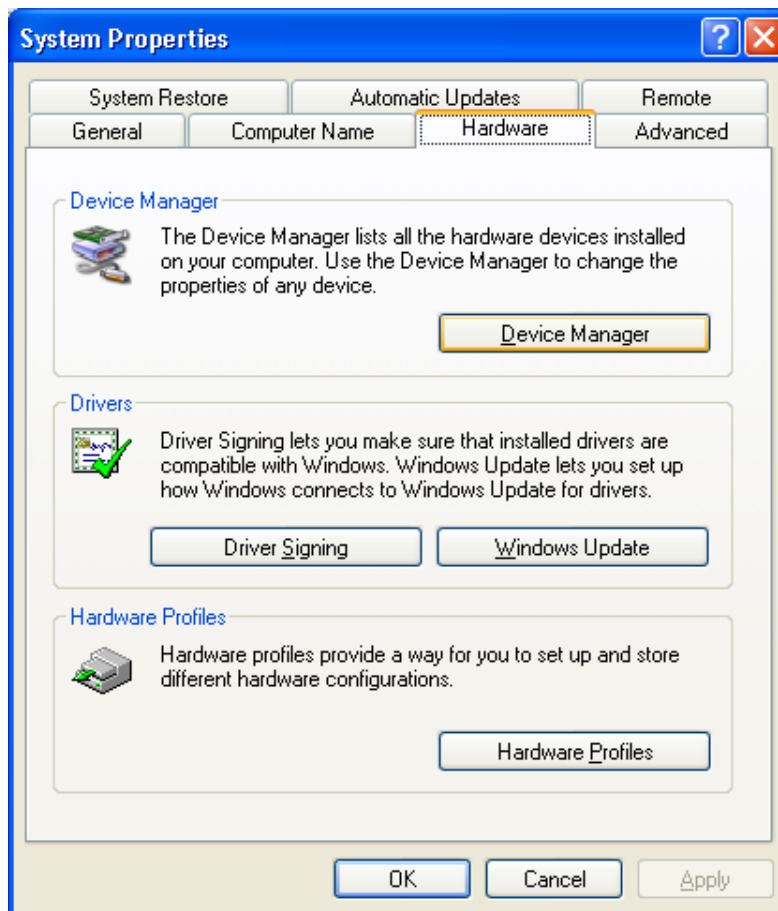 System Properties
System Restore
Automatic Updates
Remote
General
Computer Name
Hardware
Advanced
Device Manager
The Device Manager lists all the hardware devices installed
on your computer. Use the Device Manager to change the
properties of any device.
Device Manager
Drivers
Driver Signing lets you make sure that installed drivers are
compatible with Windows. Windows Update lets you set up
how Windows connects to Windows Update for drivers.
Driver Signing
Windows Update
Hardware Profiles
Hardware profiles provide a way for you to set up and store
different hardware configurations.
Hardware Profiles
OK
Cancel
Apply